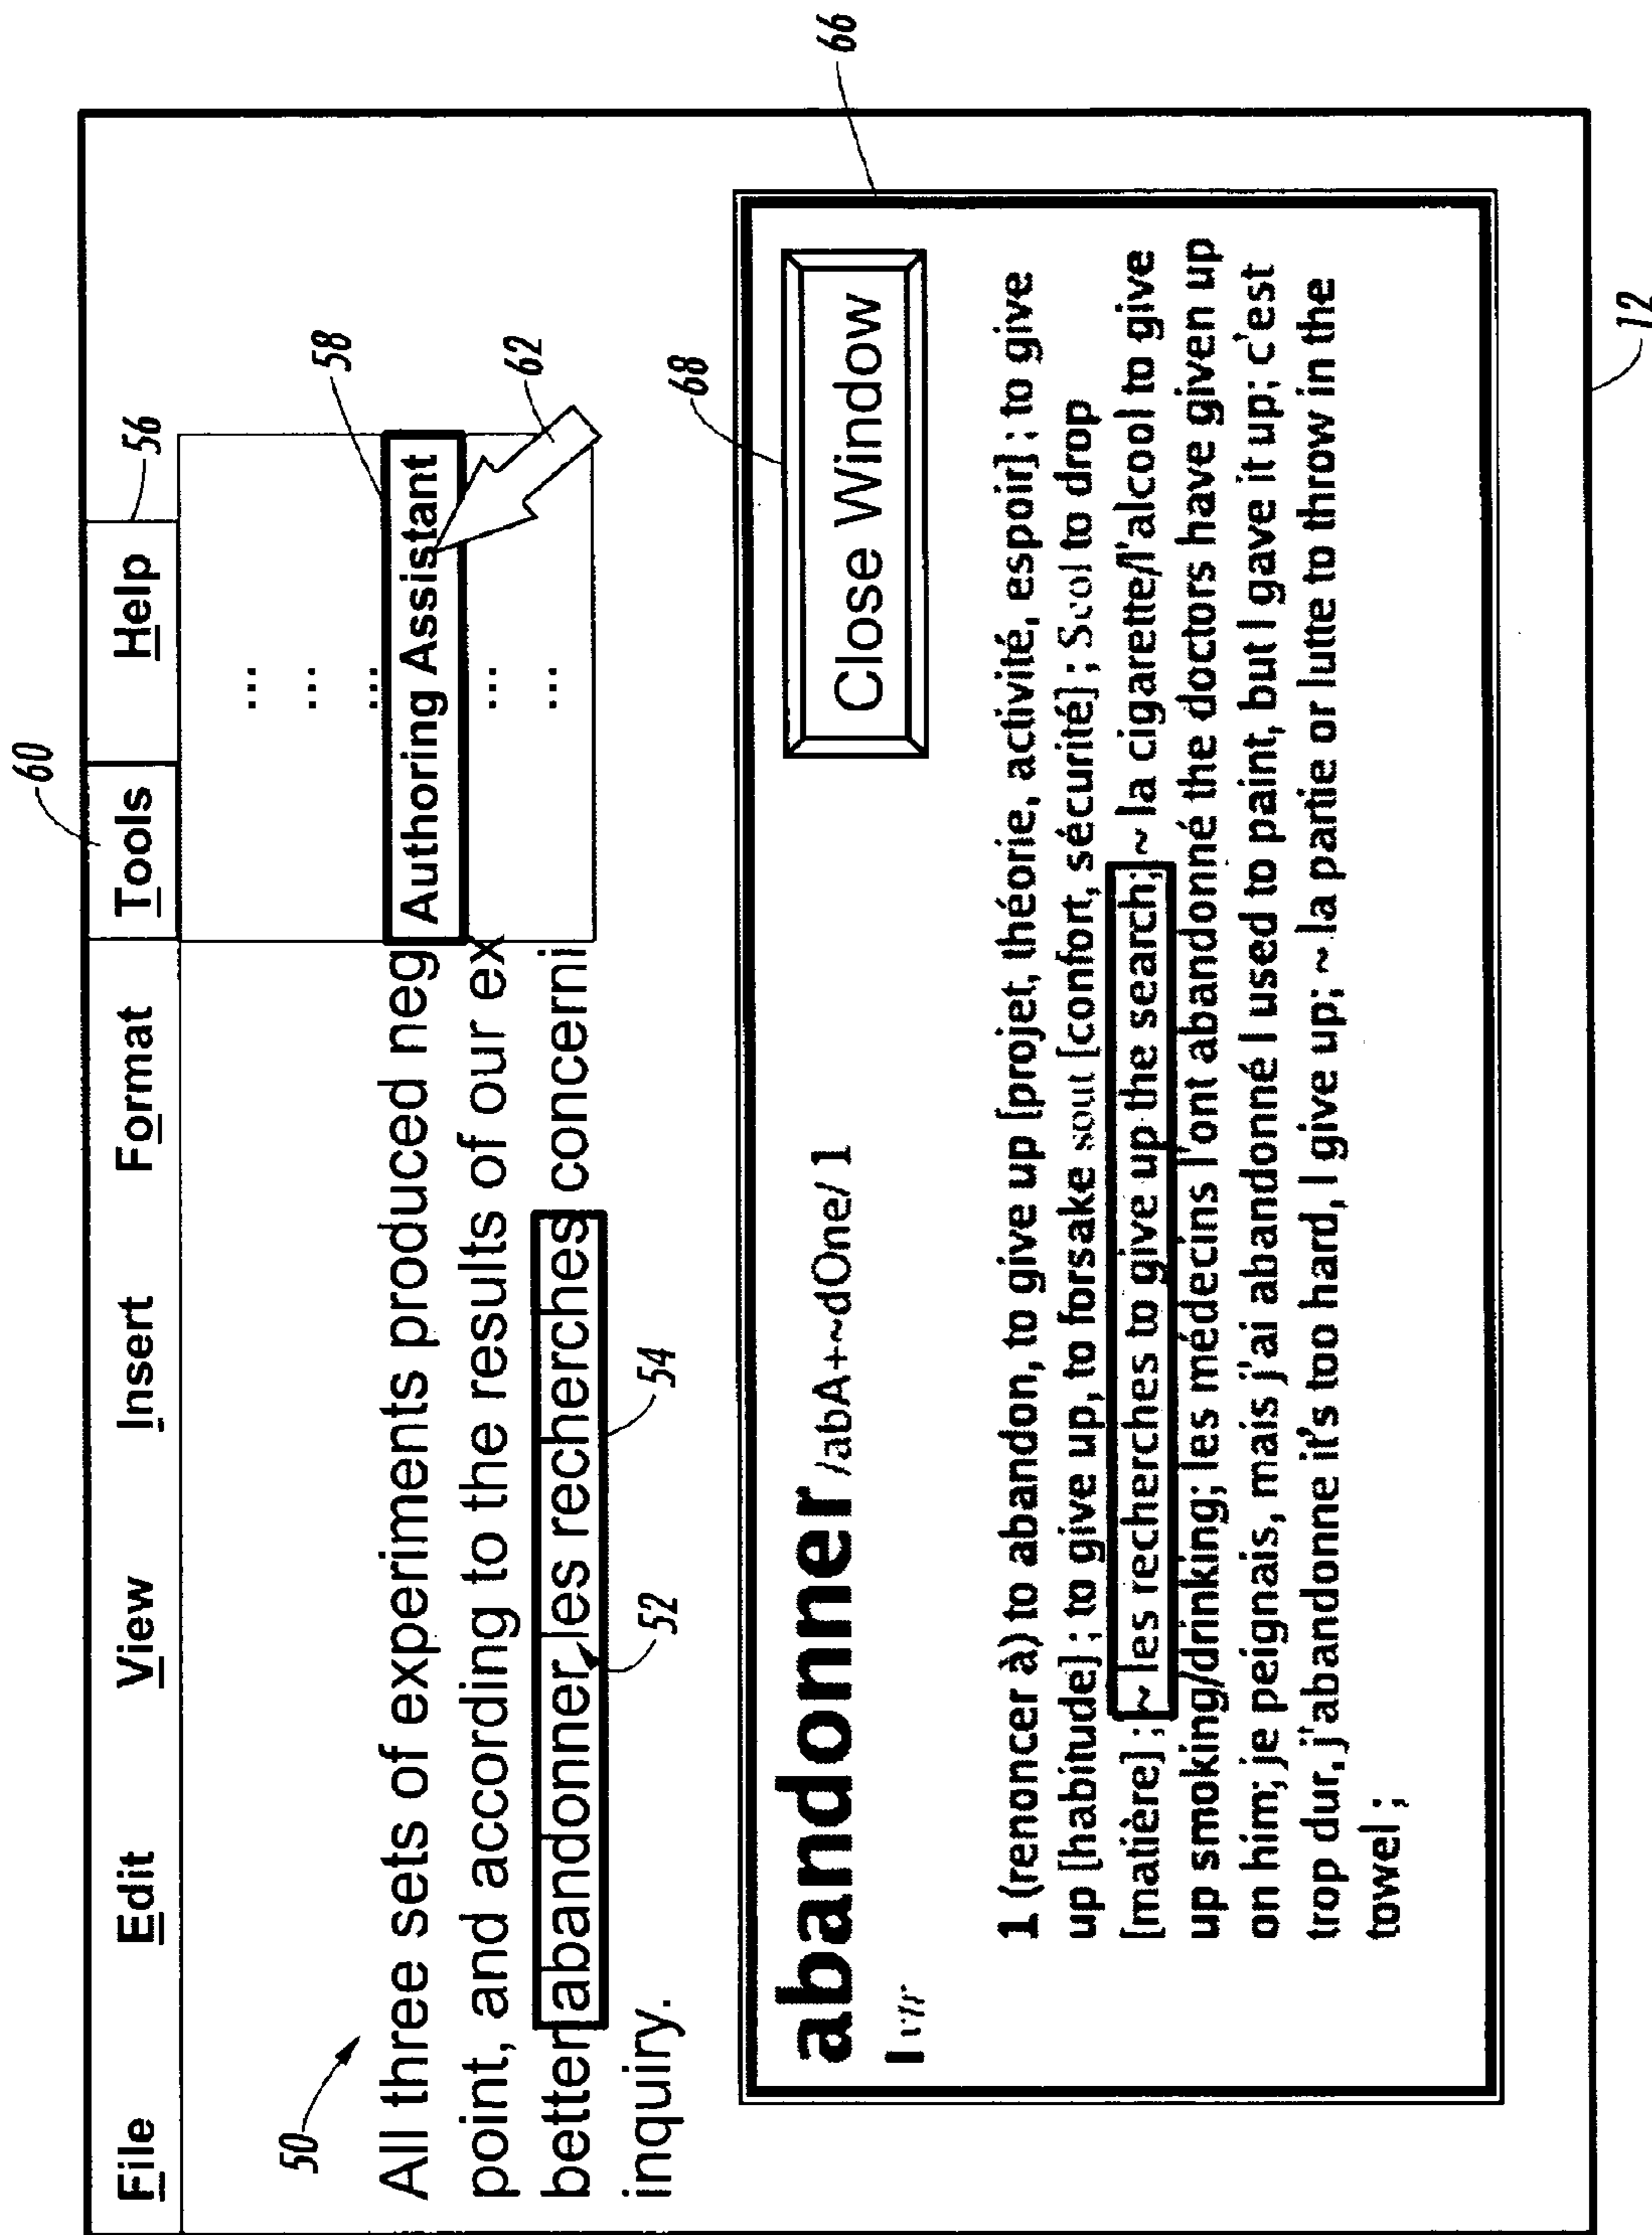 File Edit View Insert Format Tools Help
60
56
50
...
...
...
58
All three sets of experiments produced neg
Authoring Assistant
point, and according to the results of our ex
...
62
better abandonner les recherches concerni
...
52
54
inquiry.
68
66
abandonner /abA+~dOne/ 1
Close Window
I vtr
1 (renoncer à) to abandon, to give up [projet, théorie, activité, espoir] ; to give
up [habitude] ; to give up, to forsake sout [confort, sécurité] ; Scol to drop
[matière] ; ~ les recherches to give up the search; ~ la cigarette/l'alcool to give
up smoking/drinking; les médecins l'ont abandonné the doctors have given up
on him; je peignais, mais j'ai abandonné I used to paint, but I gave it up; c'est
trop dur, j'abandonne it's too hard, I give up; ~ la partie or lutte to throw in the
towel ;
12